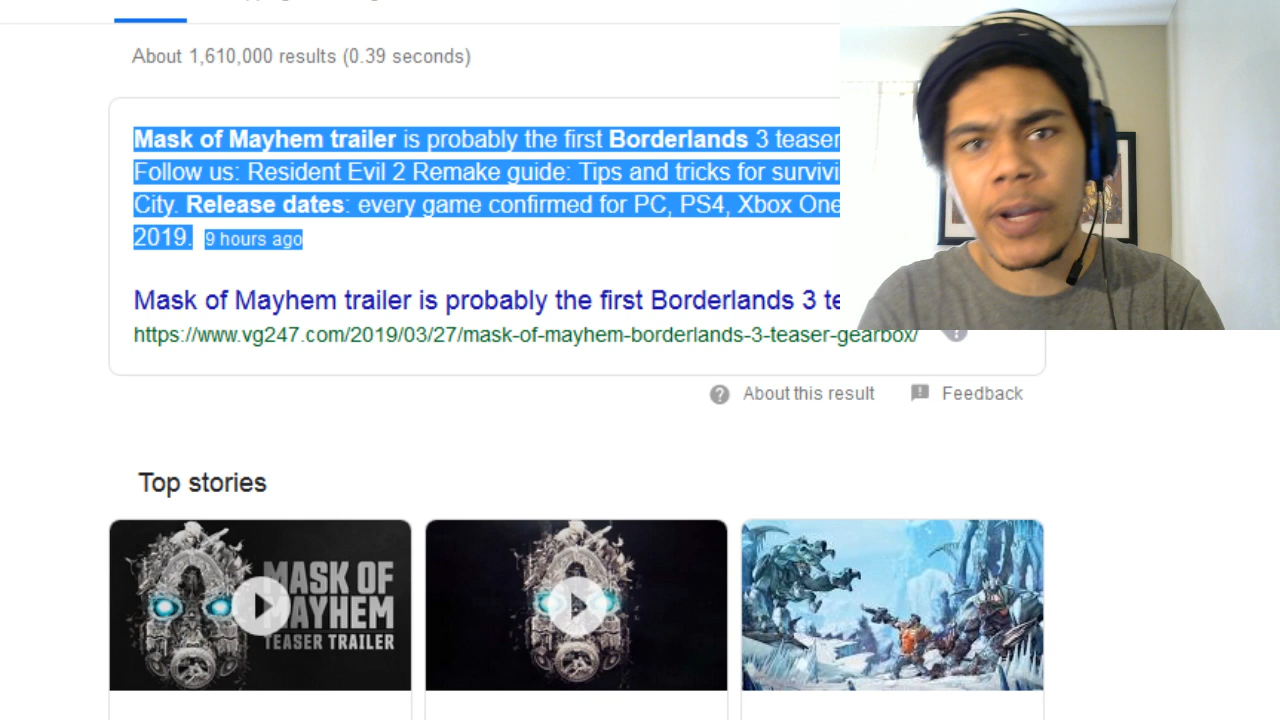 About 1,610,000 results (0.39 seconds)
Mask of Mayhem trailer is probably the first Borderlands 3 teaser
Follow us: Resident Evil 2 Remake guide: Tips and tricks for survivi
City. Release dates: every game confirmed for PC, PS4, Xbox One
2019. 9 hours ago
Mask of Mayhem trailer is probably the first Borderlands 3 te
https://www.vg247.com/2019/03/27/mask-of-mayhem-borderlands-3-teaser-gearbox/
About this result Feedback
Top stories
MASK OF
MAYHEM
TEASER TRAILER